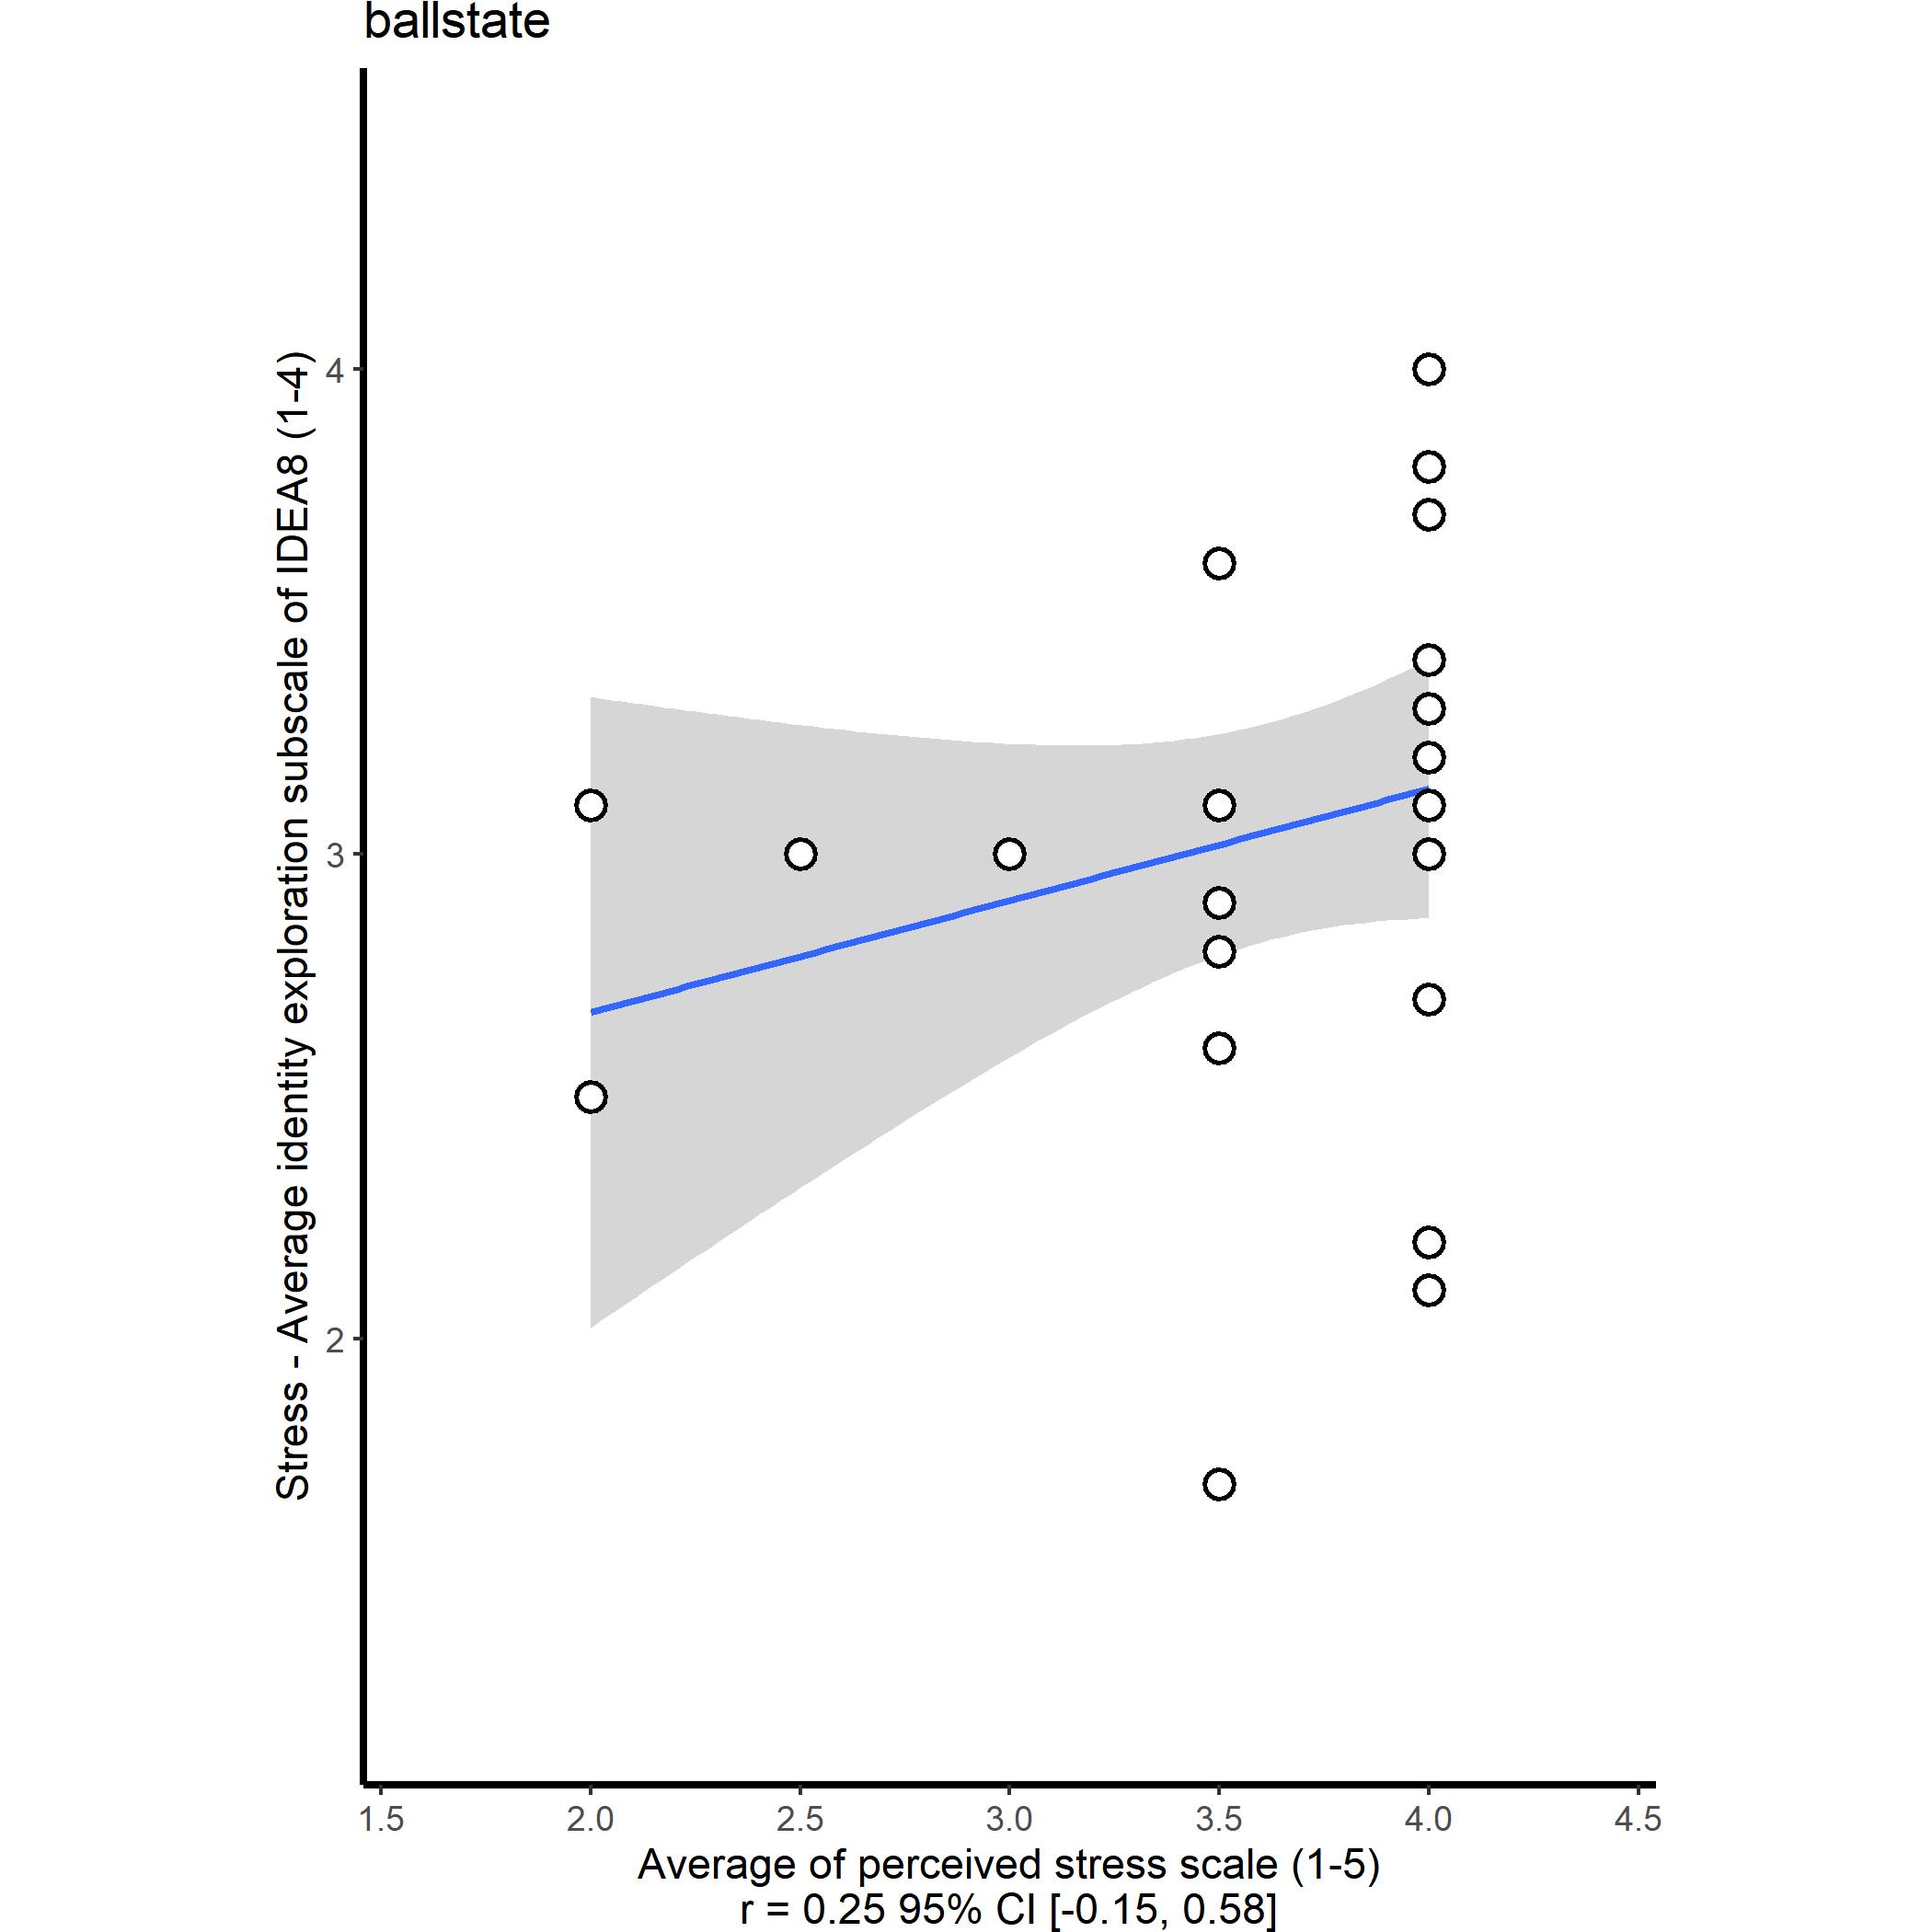 ballstate
Stress - Average identity exploration subscale of IDEA8 (1-4)
4
3
2
1.5 2.0 2.5 3.0 3.5 4.0 4.5
Average of perceived stress scale (1-5)
r = 0.25 95% CI [-0.15, 0.58]